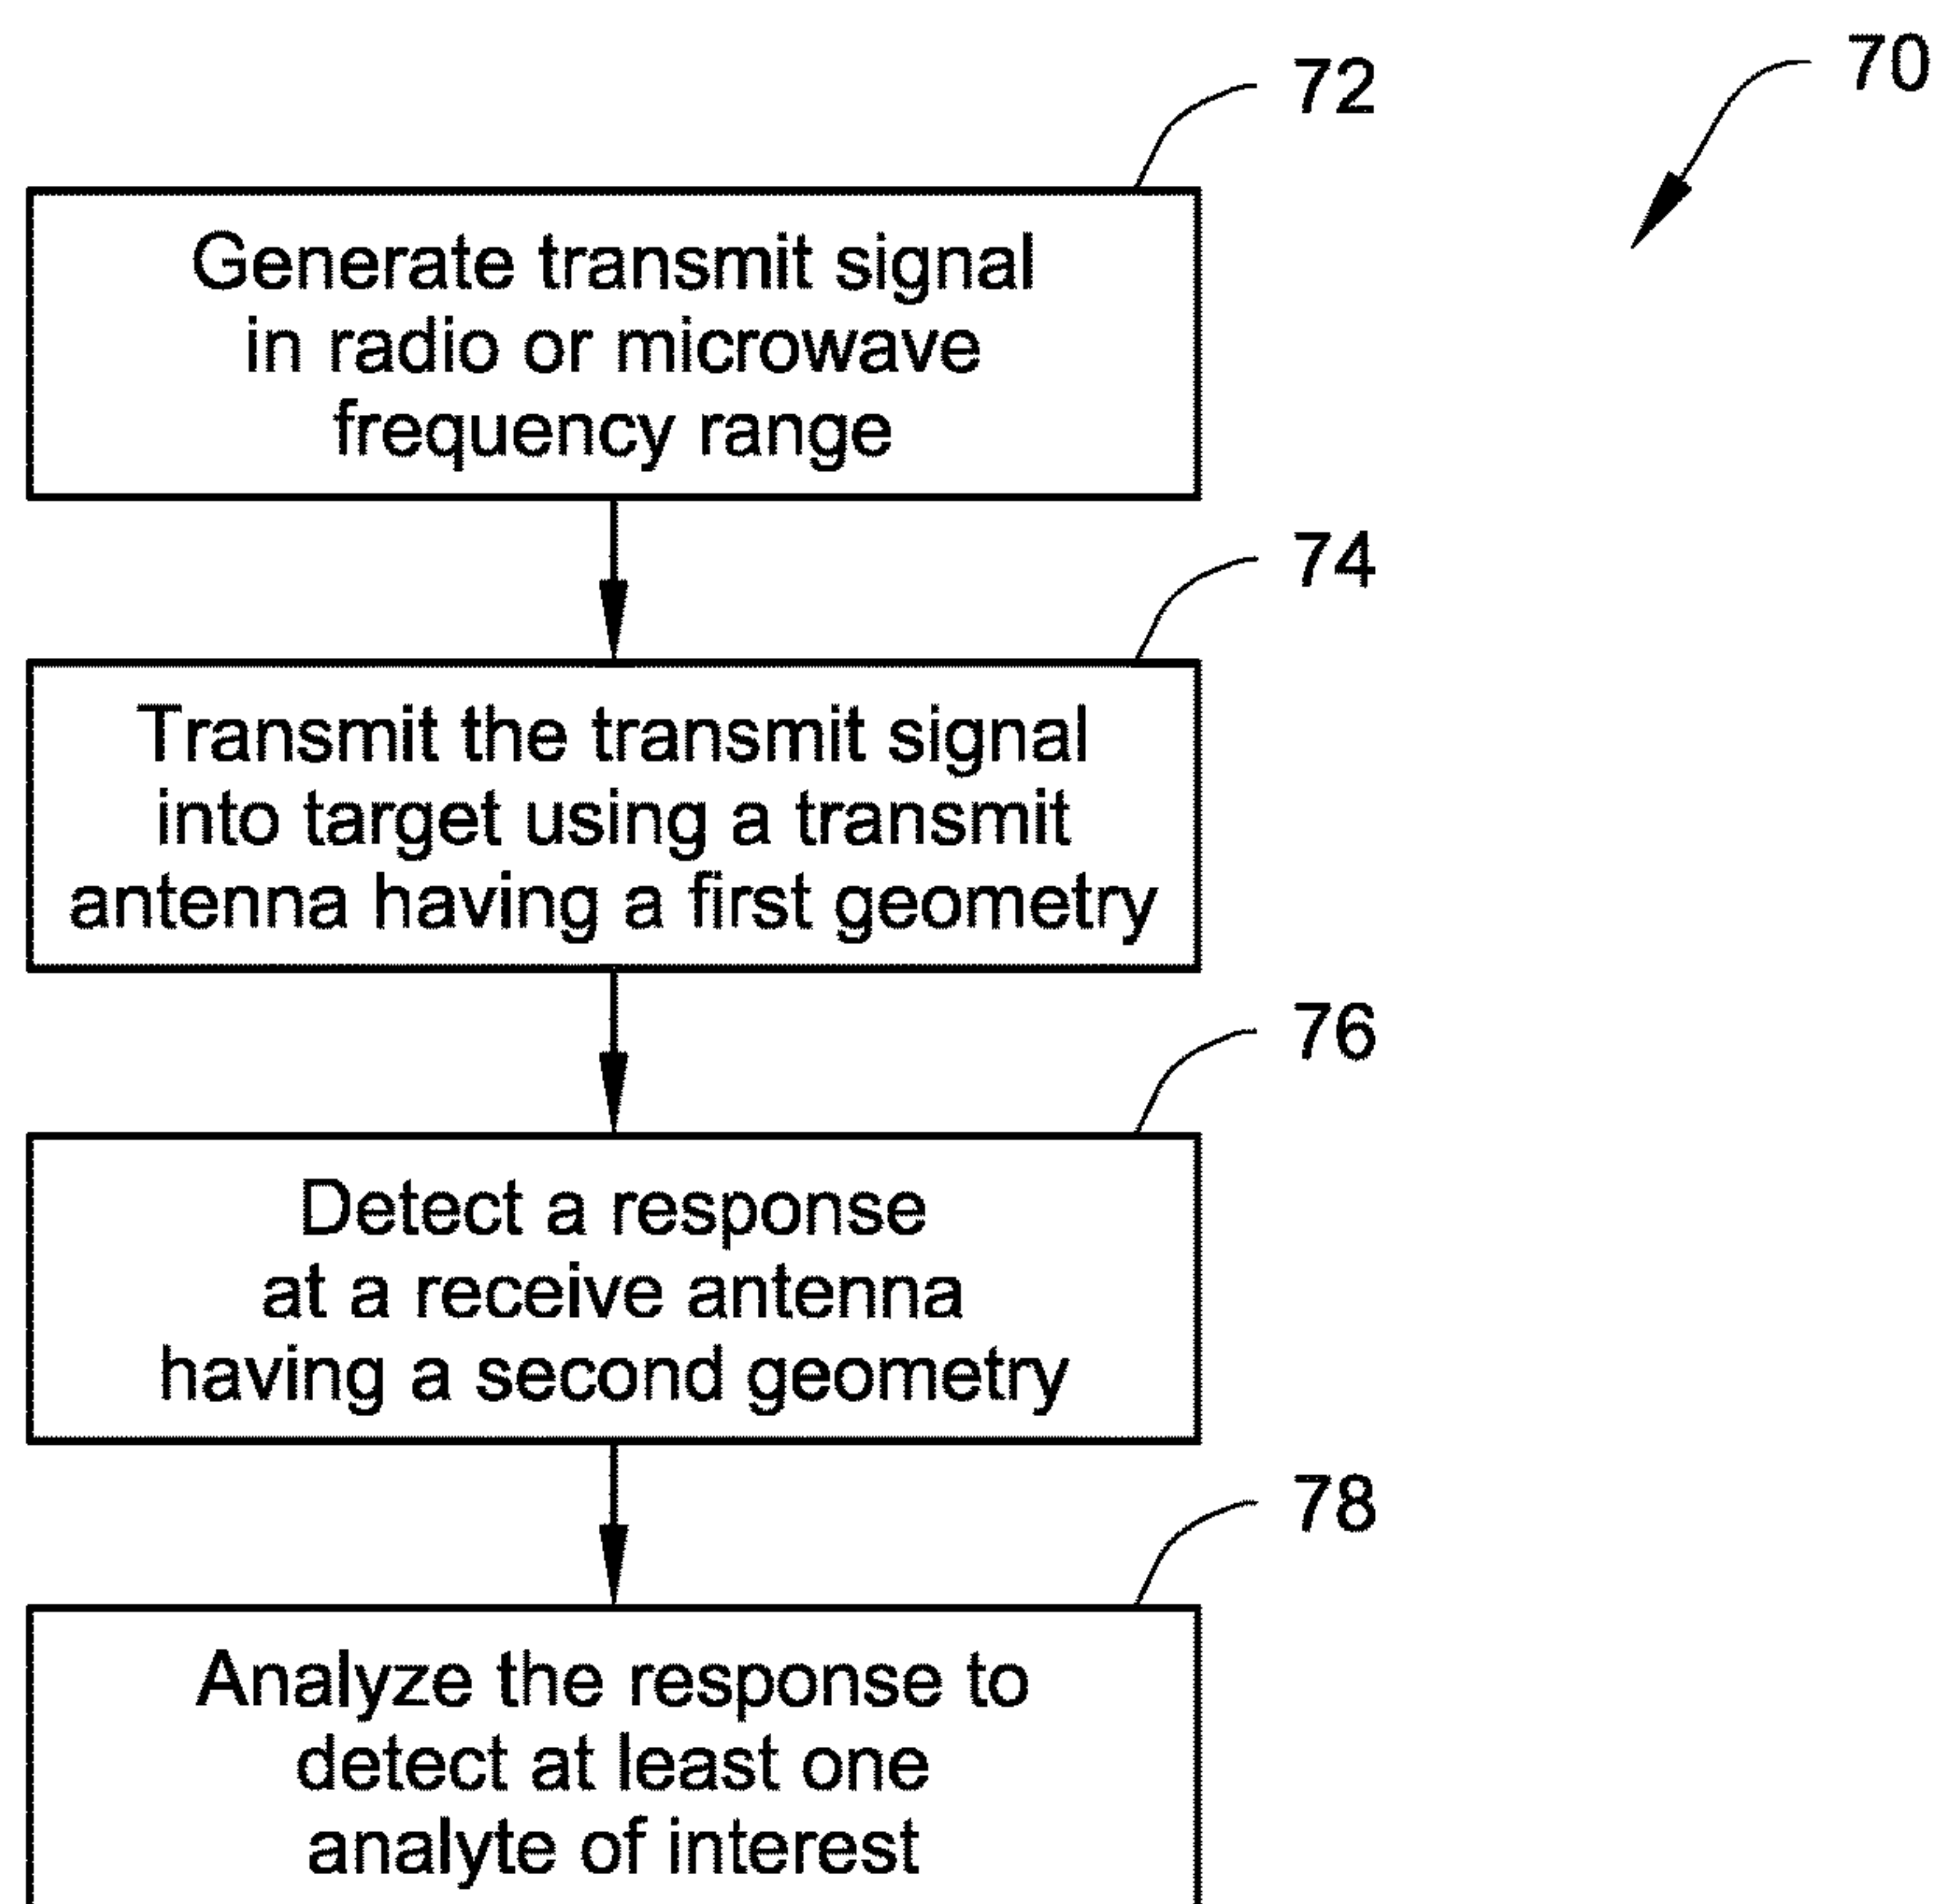 70
72
Generate transmit signal
in radio or microwave
frequency range
74
Transmit the transmit signal
into target using a transmit
antenna having a first geometry
76
Detect a response
at a receive antenna
having a second geometry
78
Analyze the response to
detect at least one
analyte of interest